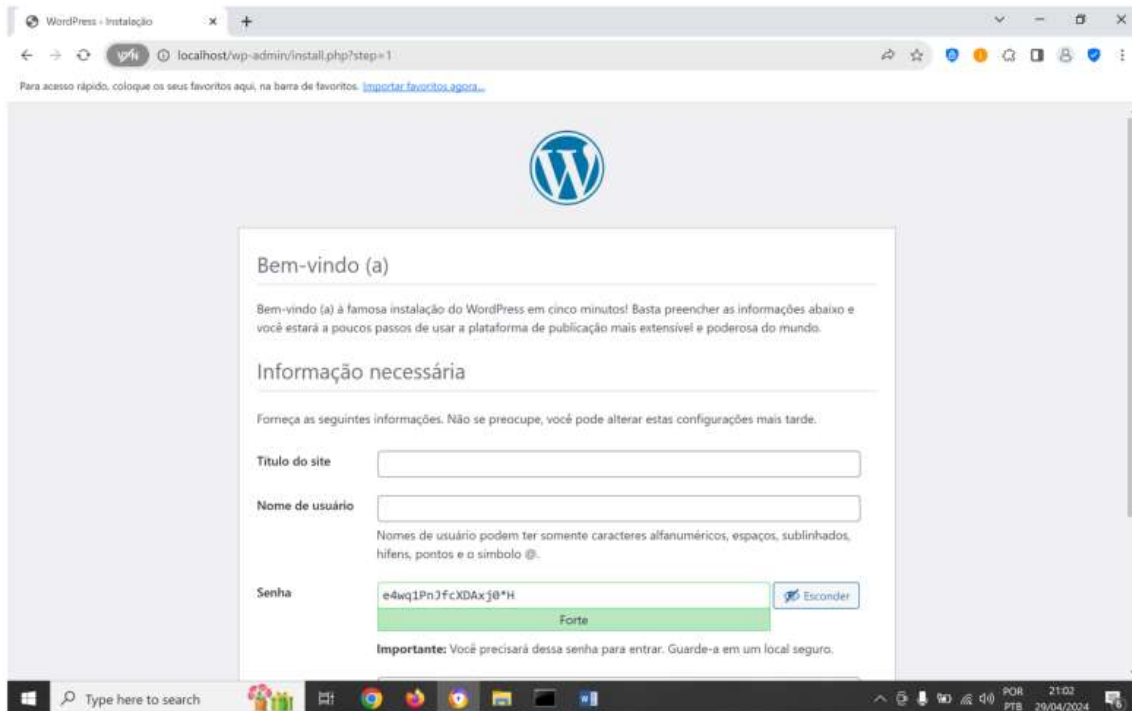 WordPress › Instalação
localhost/wp-admin/install.php?step=1
Para acesso rápido, coloque os seus favoritos aqui, na barra de favoritos. Importar favoritos agora...
Bem-vindo (a)
Bem-vindo (a) à famosa instalação do WordPress em cinco minutos! Basta preencher as informações abaixo e
você estará a poucos passos de usar a plataforma de publicação mais extensível e poderosa do mundo.
Informação necessária
Forneça as seguintes informações. Não se preocupe, você pode alterar estas configurações mais tarde.
Título do site
Nome de usuário
Nomes de usuário podem ter somente caracteres alfanuméricos, espaços, sublinhados,
hífens, pontos e o símbolo @.
Senha e4wq1PnJfcXDAxj0*H Esconder
Forte
Importante: Você precisará dessa senha para entrar. Guarde-a em um local seguro.
Type here to search
POR 21:02
PTB 29/04/2024